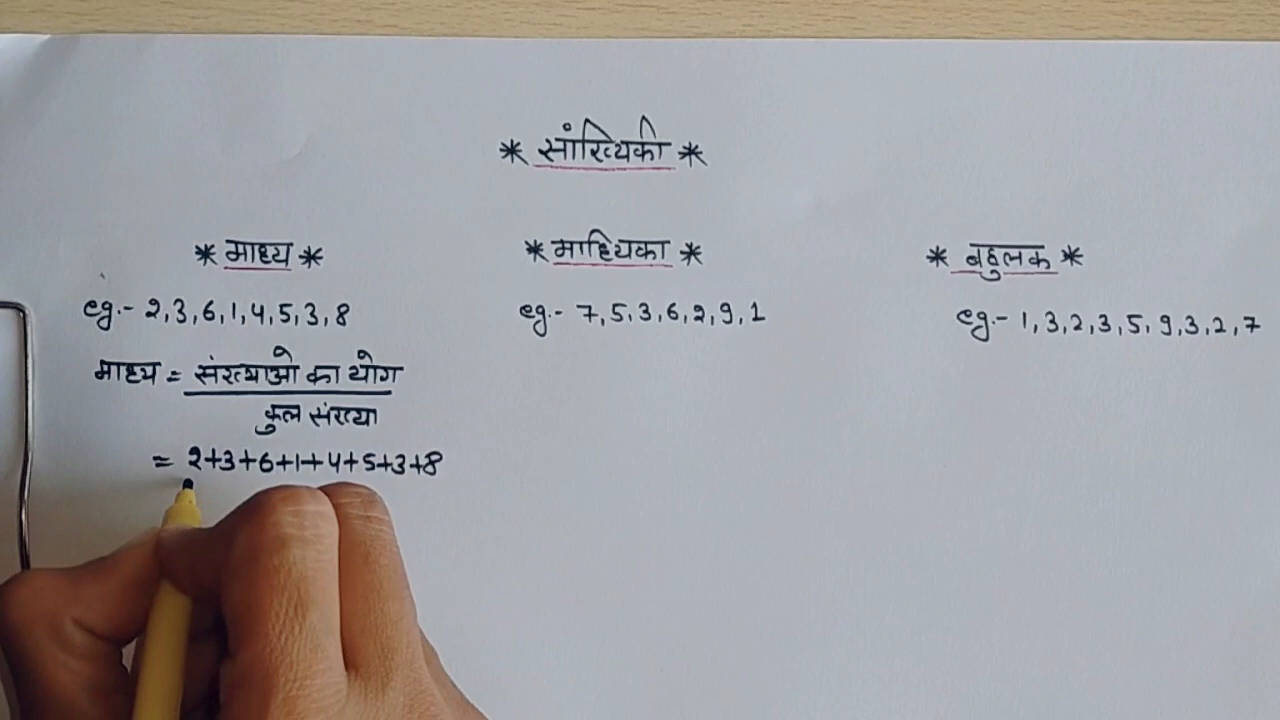 * सांख्यिकी *
* माध्य *
eg.- 2,3,6,1,4,5,3,8
माध्य = संख्याओ का योग
कुल संख्या
= 2+3+6+1+4+5+3+8
* माध्यिका *
eg.- 7,5,3,6,2,9,1
* बहुलक *
eg.- 1,3,2,3,5,9,3,2,7